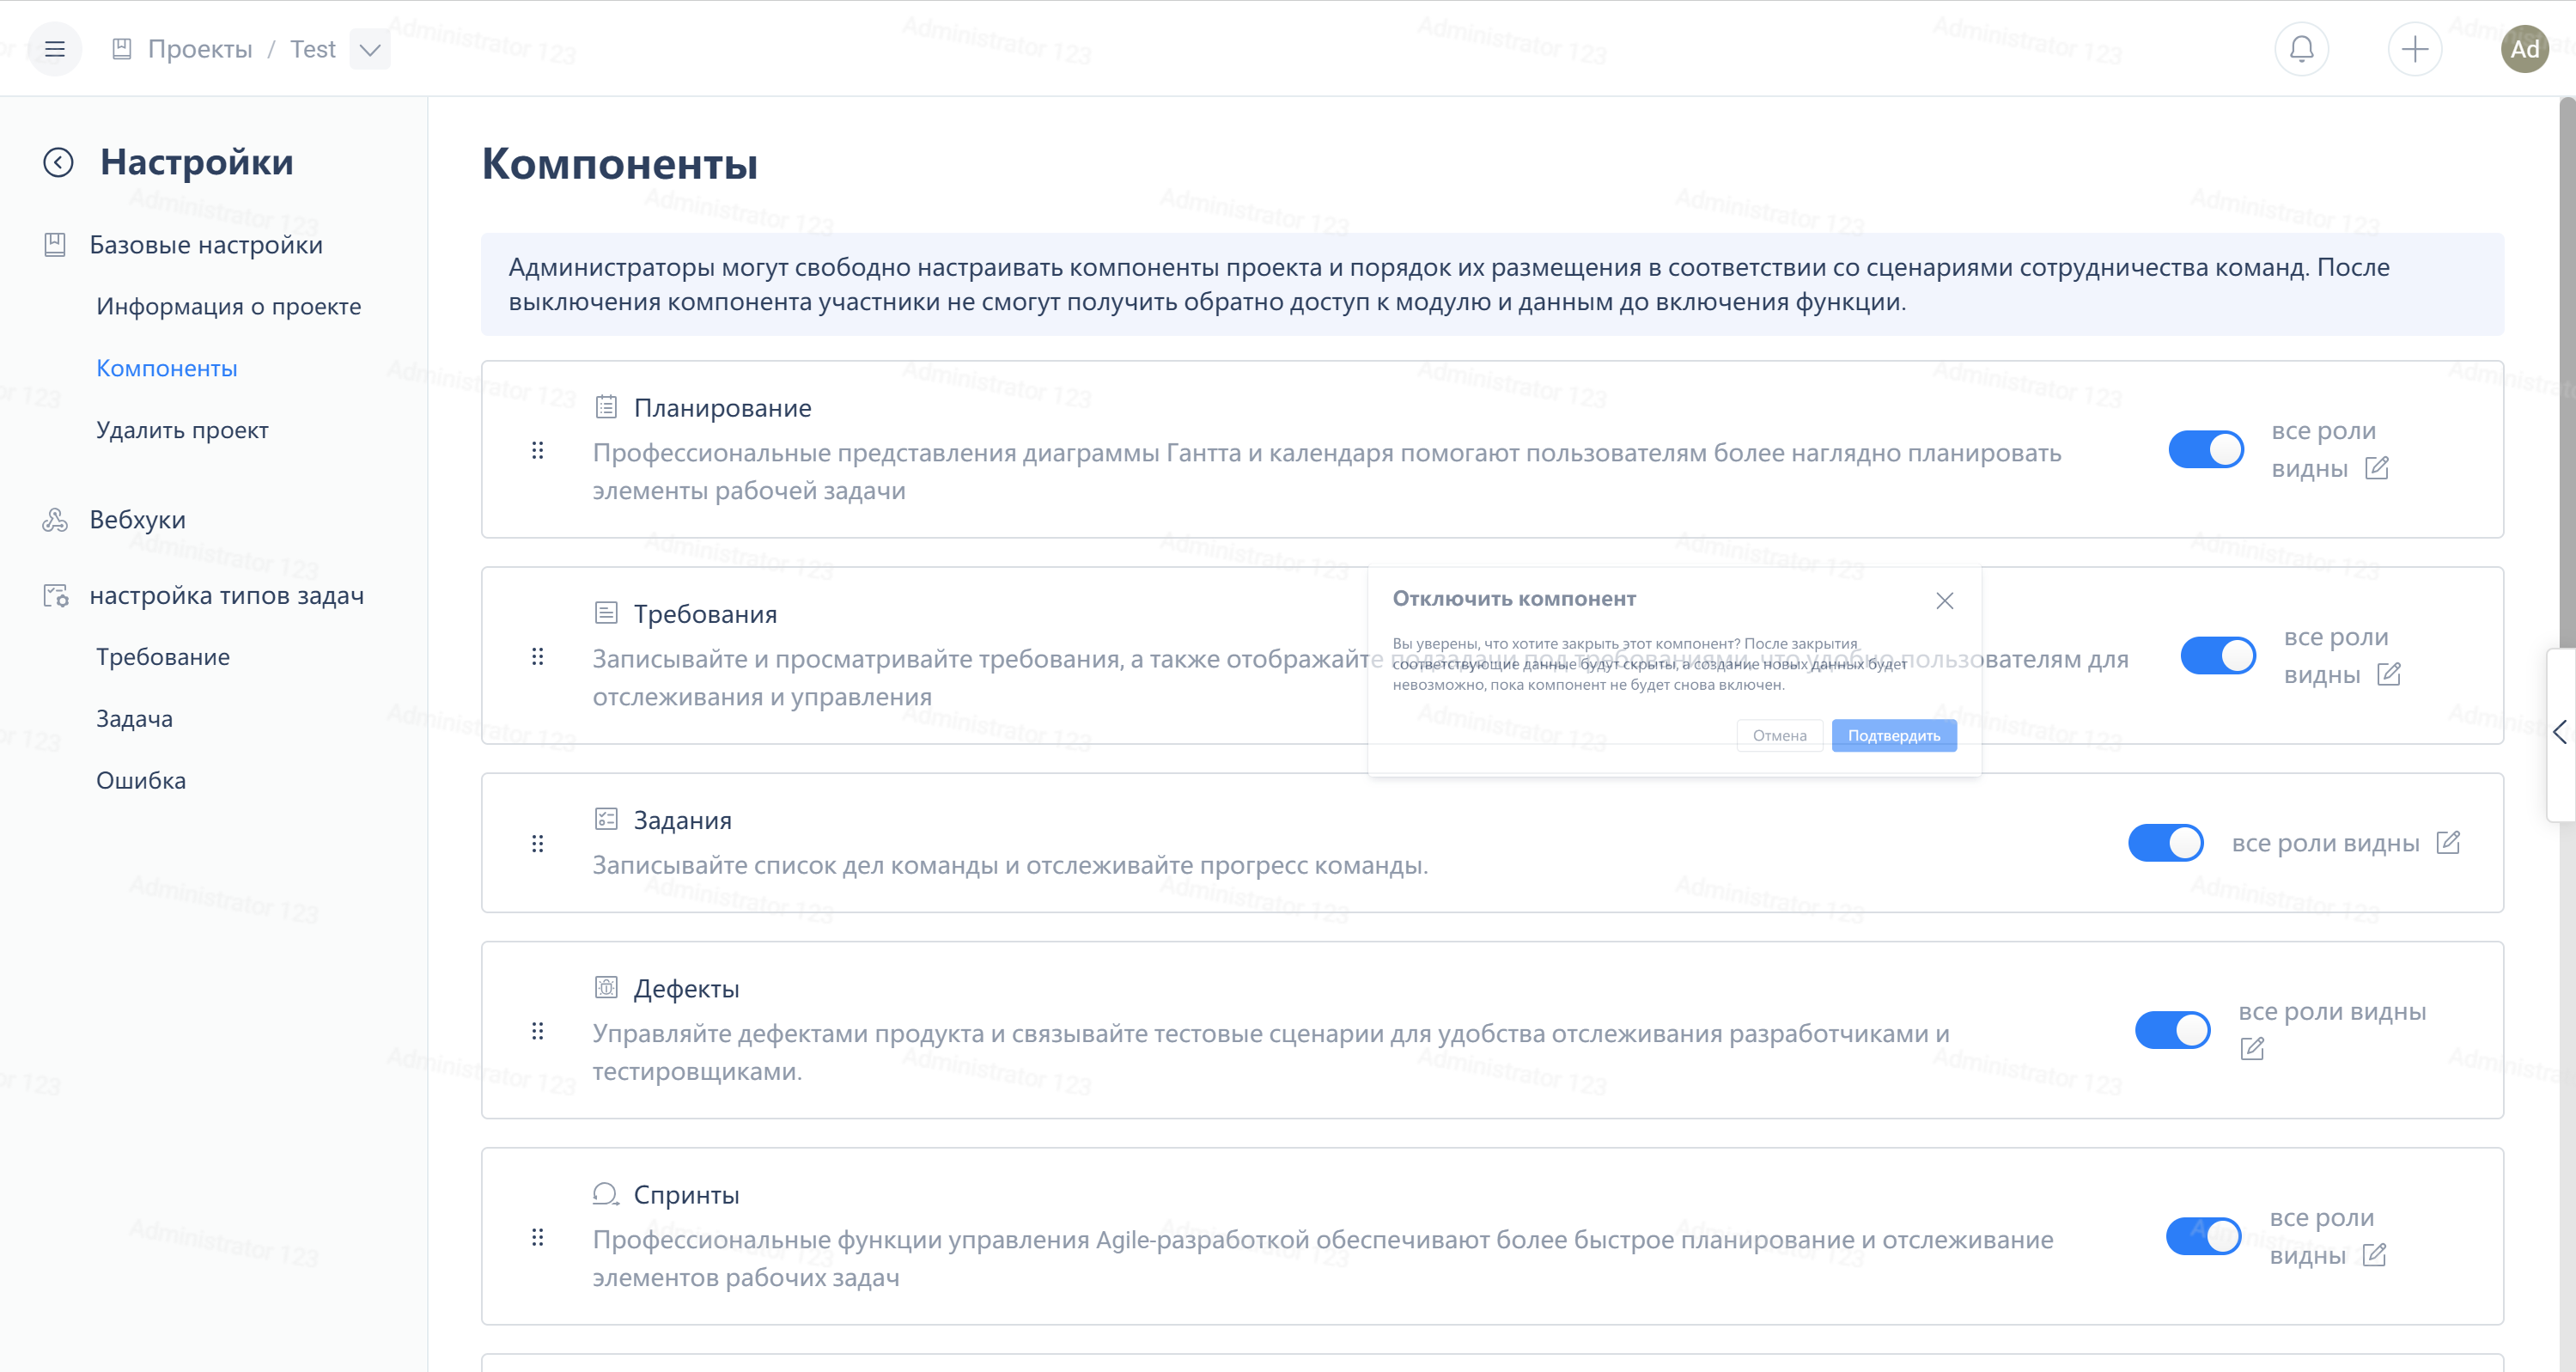 Проекты / Test
Ad
Настройки
Базовые настройки
Информация о проекте
Компоненты
Удалить проект
Вебхуки
настройка типов задач
Требование
Задача
Ошибка
Компоненты
Администраторы могут свободно настраивать компоненты проекта и порядок их размещения в соответствии со сценариями сотрудничества команд. После
выключения компонента участники не смогут получить обратно доступ к модулю и данным до включения функции.
Планирование
Профессиональные представления диаграммы Гантта и календаря помогают пользователям более наглядно планировать
элементы рабочей задачи
все роли
видны
Требования
Записывайте и просматривайте требования, а также отображайте подзадачи под требованиями, что удобно пользователям для
отслеживания и управления
все роли
видны
Отключить компонент
Вы уверены, что хотите закрыть этот компонент? После закрытия
соответствующие данные будут скрыты, а создание новых данных будет
невозможно, пока компонент не будет снова включен.
Отмена
Подтвердить
Задания
Записывайте список дел команды и отслеживайте прогресс команды.
все роли видны
Дефекты
Управляйте дефектами продукта и связывайте тестовые сценарии для удобства отслеживания разработчиками и
тестировщиками.
все роли видны
Спринты
Профессиональные функции управления Agile-разработкой обеспечивают более быстрое планирование и отслеживание
элементов рабочих задач
все роли
видны
Administrator 123